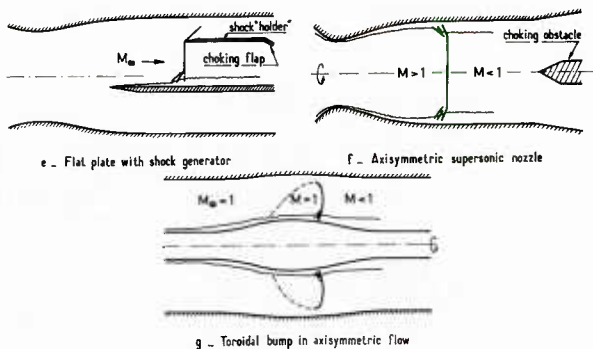 shock "holder"
M∞
choking flap
choking obstacle
M > 1
M < 1
e _ Flat plate with shock generator
f _ Axisymmetric supersonic nozzle
M∞ = 1
M = 1
M < 1
g _ Toroidal bump in axisymmetric flow